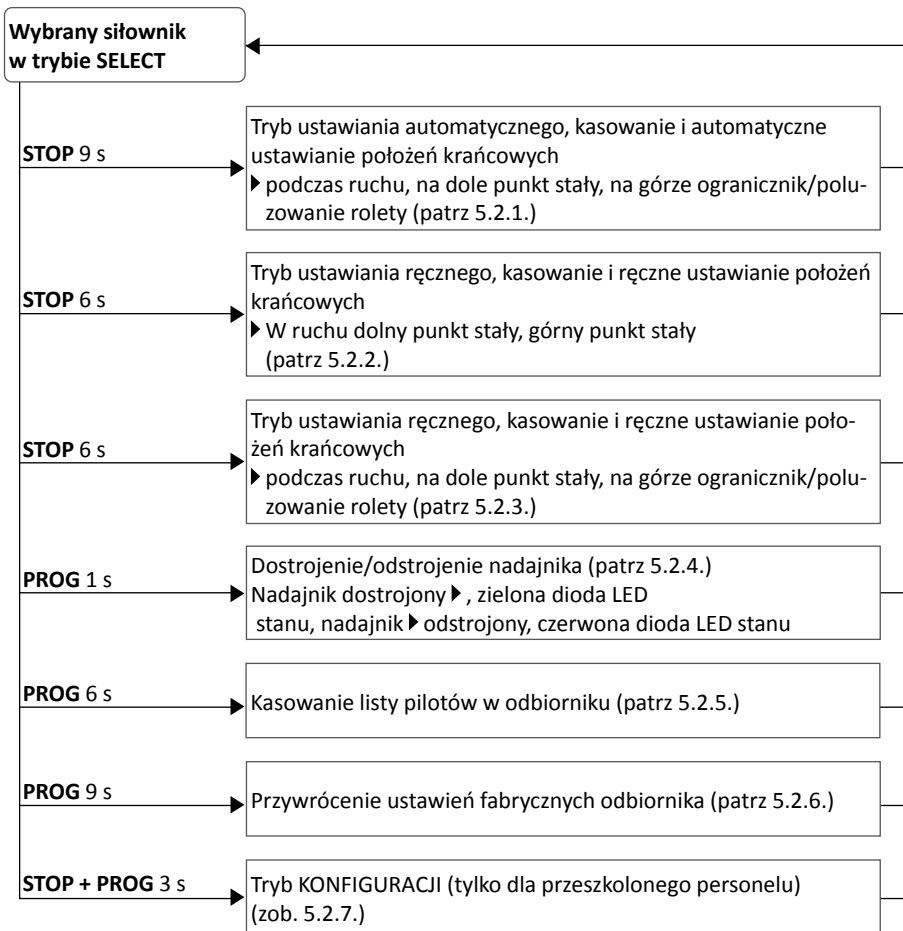 Wybrany siłownik
w trybie SELECT
STOP 9 s
Tryb ustawiania automatycznego, kasowanie i automatyczne
ustawianie położeń krańcowych
podczas ruchu, na dole punkt stały, na górze ogranicznik/polu-
zowanie rolety (patrz 5.2.1.)
STOP 6 s
Tryb ustawiania ręcznego, kasowanie i ręczne ustawianie położeń
krańcowych
W ruchu dolny punkt stały, górny punkt stały
(patrz 5.2.2.)
STOP 6 s
Tryb ustawiania ręcznego, kasowanie i ręczne ustawianie poło-
żeń krańcowych
podczas ruchu, na dole punkt stały, na górze ogranicznik/polu-
zowanie rolety (patrz 5.2.3.)
PROG 1 s
Dostrojenie/odstrojenie nadajnika (patrz 5.2.4.)
Nadajnik dostrojony , zielona dioda LED
stanu, nadajnik odstrojony, czerwona dioda LED stanu
PROG 6 s
Kasowanie listy pilotów w odbiorniku (patrz 5.2.5.)
PROG 9 s
Przywrócenie ustawień fabrycznych odbiornika (patrz 5.2.6.)
STOP + PROG 3 s
Tryb KONFIGURACJI (tylko dla przeszkolonego personelu)
(zob. 5.2.7.)